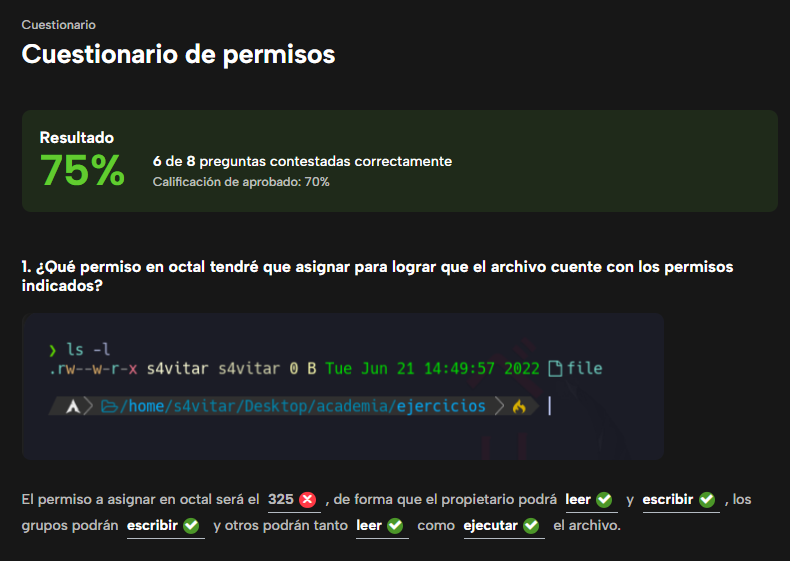 Cuestionario
Cuestionario de permisos
Resultado
75%
6 de 8 preguntas contestadas correctamente
Calificación de aprobado: 70%
1. ¿Qué permiso en octal tendré que asignar para lograr que el archivo cuente con los permisos
indicados?
❯ ls -l
.rw--w-r-x s4vitar s4vitar 0 B Tue Jun 21 14:49:57 2022 file
/home/s4vitar/Desktop/academia/ejercicios
El permiso a asignar en octal será el 325 , de forma que el propietario podrá leer y escribir , los
grupos podrán escribir y otros podrán tanto leer como ejecutar el archivo.